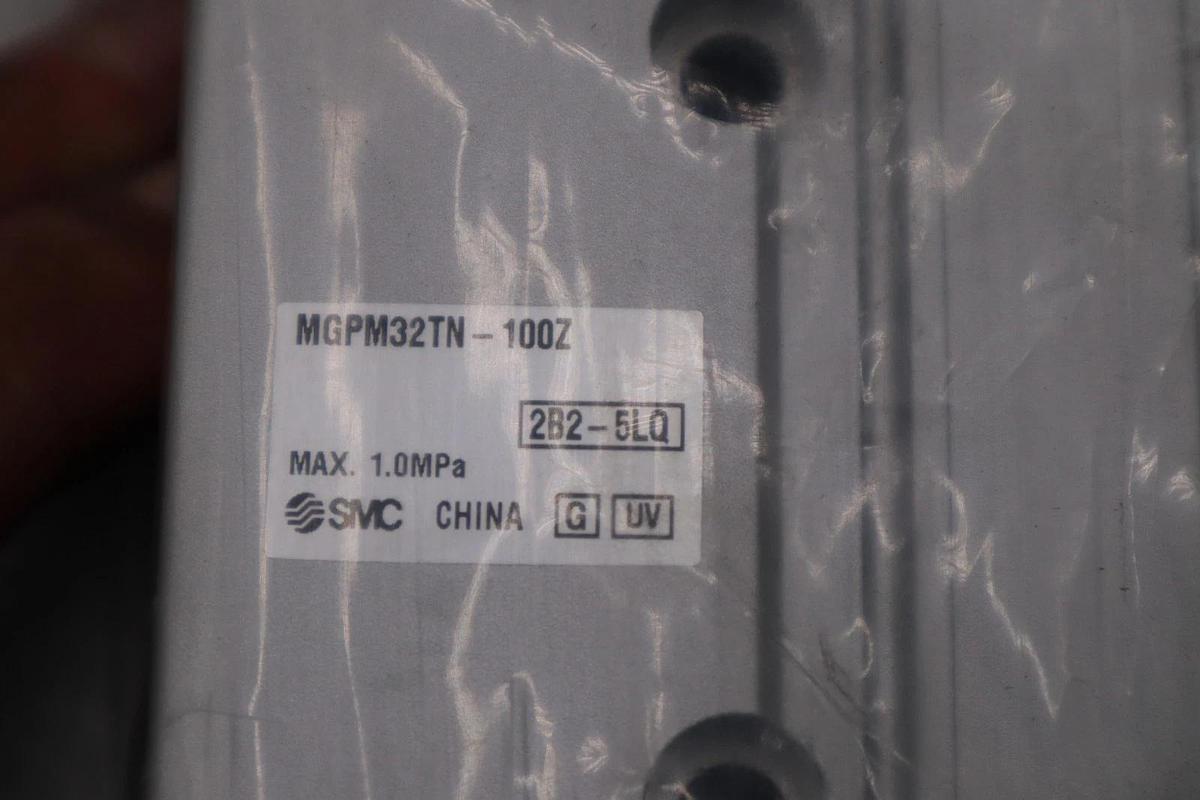 MGPM32TN-100Z
2B2-5LQ
MAX. 1.0MPa
SMC CHINA G UV